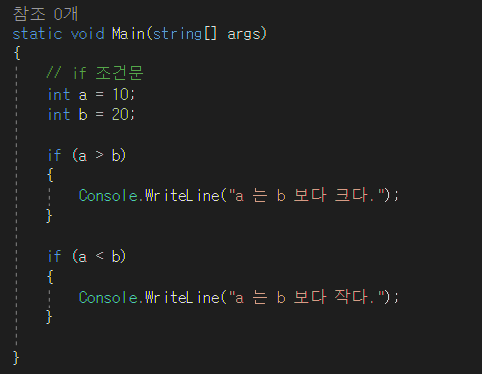 참조 0개
static void Main(string[] args)
{
// if 조건문
int a = 10;
int b = 20;
if (a > b)
{
Console.WriteLine("a 는 b 보다 크다.");
}
if (a < b)
{
Console.WriteLine("a 는 b 보다 작다.");
}
}